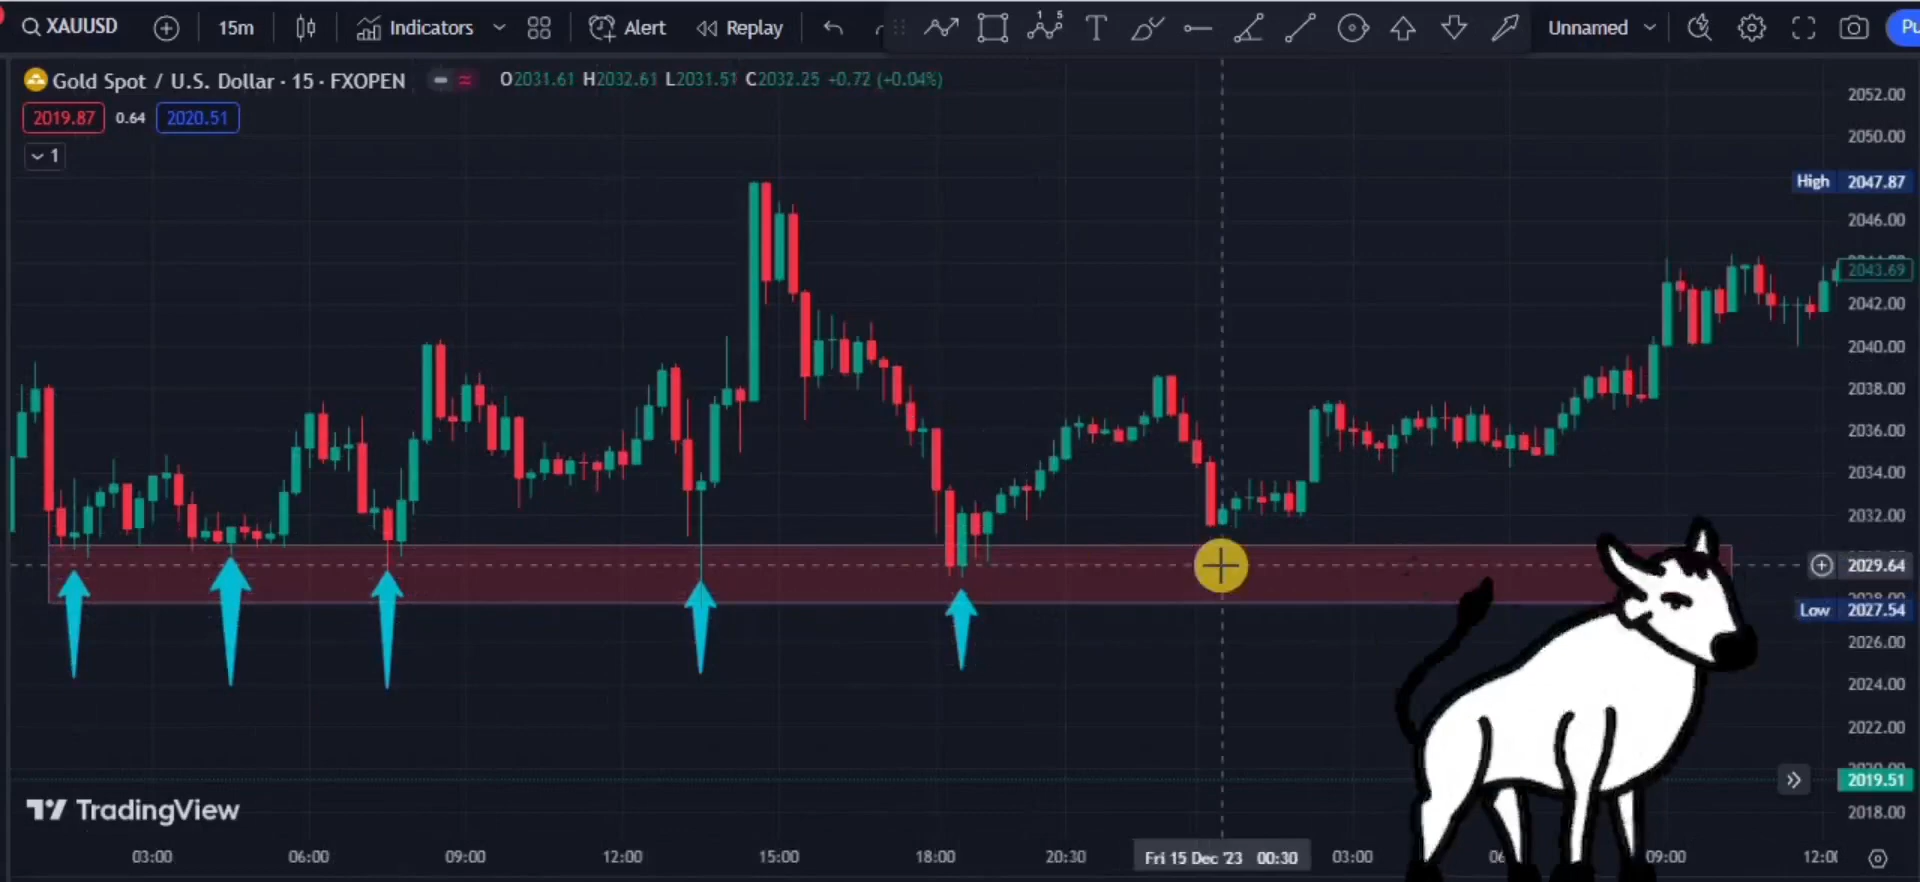 XAUUSD 15m Indicators Alert Replay 1 5 T Unnamed Pu
Gold Spot / U.S. Dollar · 15 · FXOPEN O2031.61 H2032.61 L2031.51 C2032.25 +0.72 (+0.04%)
2019.87 0.64 2020.51
1
2052.00
2050.00
High 2047.87
2046.00
2043.69
2042.00
2040.00
2038.00
2036.00
2034.00
2032.00
2029.64
Low 2027.54
2026.00
2024.00
2022.00
2019.51
2018.00
TradingView
03:00 06:00 09:00 12:00 15:00 18:00 20:30 Fri 15 Dec '23 00:30 03:00 09:00